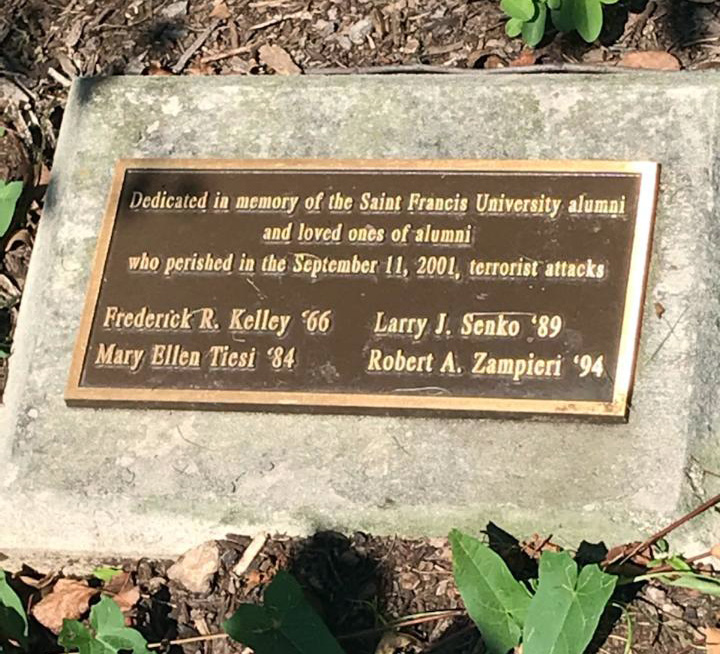 Dedicated in memory of the Saint Francis University alumni
and loved ones of alumni
who perished in the September 11, 2001, terrorist attacks
Frederick R. Kelley ‘66 Larry J. Senko ‘89
Mary Ellen Tiesi ‘84 Robert A. Zampieri ‘94